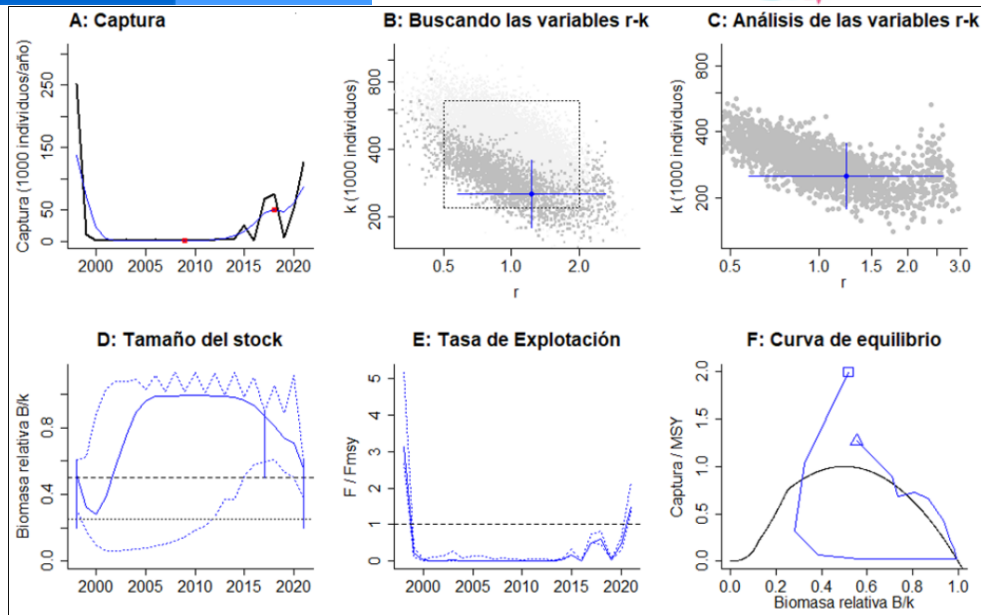 A: Captura
Captura (1000 individuos/año)
250
150
50
0
2000 2005 2010 2015 2020
B: Buscando las variables r-k
k (1000 individuos)
800
400
200
0.5 1.0 2.0
r
C: Análisis de las variables r-k
k (1000 individuos)
800
400
200
0.5 1.0 1.5 2.0 3.0
r
D: Tamaño del stock
Biomasa relativa B/k
0.8
0.4
0.0
2000 2005 2010 2015 2020
E: Tasa de Explotación
F / Fmsy
5
4
3
2
1
0
2000 2005 2010 2015 2020
F: Curva de equilibrio
Captura / MSY
2.0
1.5
1.0
0.5
0.0
0.0 0.2 0.4 0.6 0.8 1.0
Biomasa relativa B/k